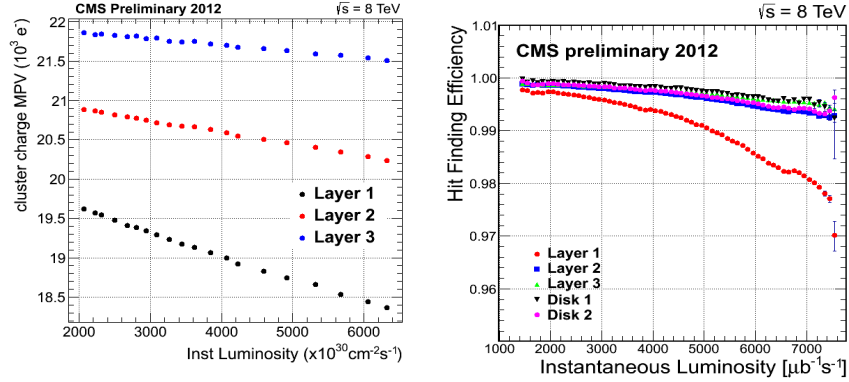 CMS Preliminary 2012
√s = 8 TeV
cluster charge MPV (10³ e⁻)
22
21.5
21
20.5
20
19.5
19
18.5
Layer 1
Layer 2
Layer 3
2000 3000 4000 5000 6000
Inst Luminosity (x10³⁰cm⁻²s⁻¹)
√s = 8 TeV
CMS preliminary 2012
Hit Finding Efficiency
1.01
1.00
0.99
0.98
0.97
0.96
Layer 1
Layer 2
Layer 3
Disk 1
Disk 2
1000 2000 3000 4000 5000 6000 7000
Instantaneous Luminosity [μb⁻¹s⁻¹]